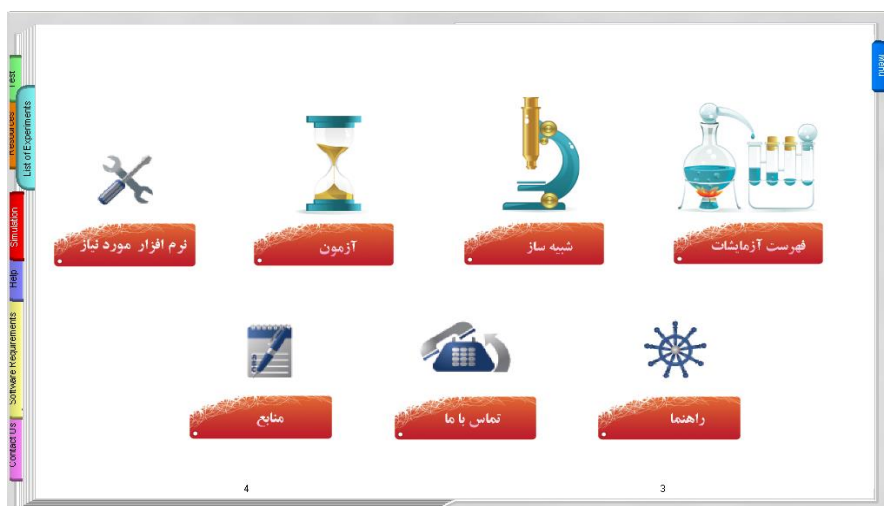 Menu
Test
Resources
List of Experiments
Simulation
Help
Software Requirements
Contact Us
فهرست آزمایشات
شبیه ساز
آزمون
نرم افزار مورد نیاز
راهنما
تماس با ما
منابع
4
3